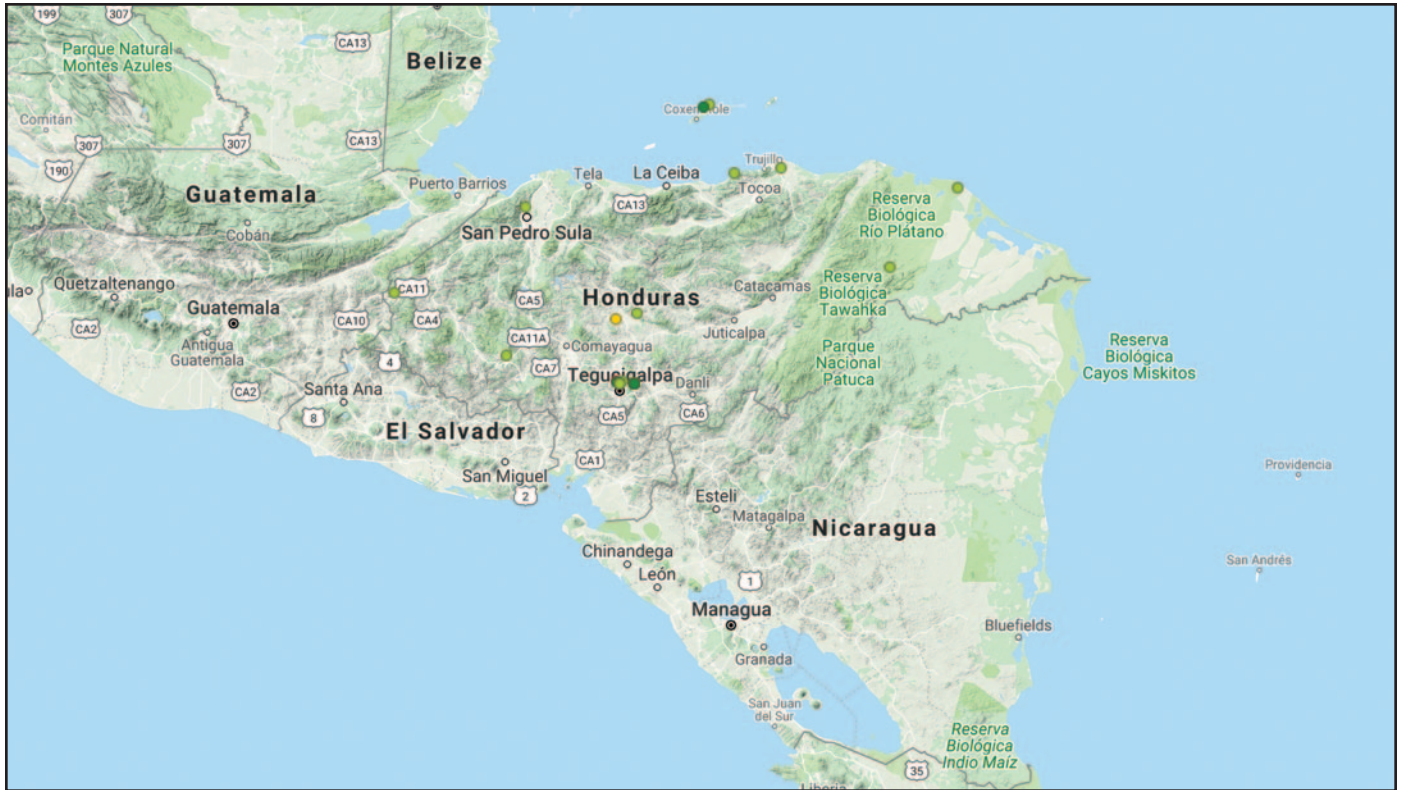 199
307
CA13
Parque Natural
Montes Azules
Belize
Comitán
307
307
CA13
190
Guatemala
Cobán
Puerto Barrios
Tela
La Ceiba
Trujillo
Tocoa
CA13
San Pedro Sula
Reserva
Biológica
Río Plátano
Quetzaltenango
Guatemala
CA2
Antigua
Guatemala
CA11
CA10
CA4
CA5
Honduras
Catacamas
Reserva
Biológica
Tawahka
CA11A
Comayagua
Juticalpa
Parque
Nacional
Patuca
Reserva
Biológica
Cayos Miskitos
4
CA7
Tegucigalpa
Danlí
CA2
Santa Ana
8
CA5
CA6
El Salvador
San Miguel
CA1
2
Providencia
Estelí
Matagalpa
Nicaragua
Chinandega
León
1
San Andrés
Managua
Granada
Bluefields
San Juan
del Sur
Reserva
Biológica
Indio Maíz
35
Liberia